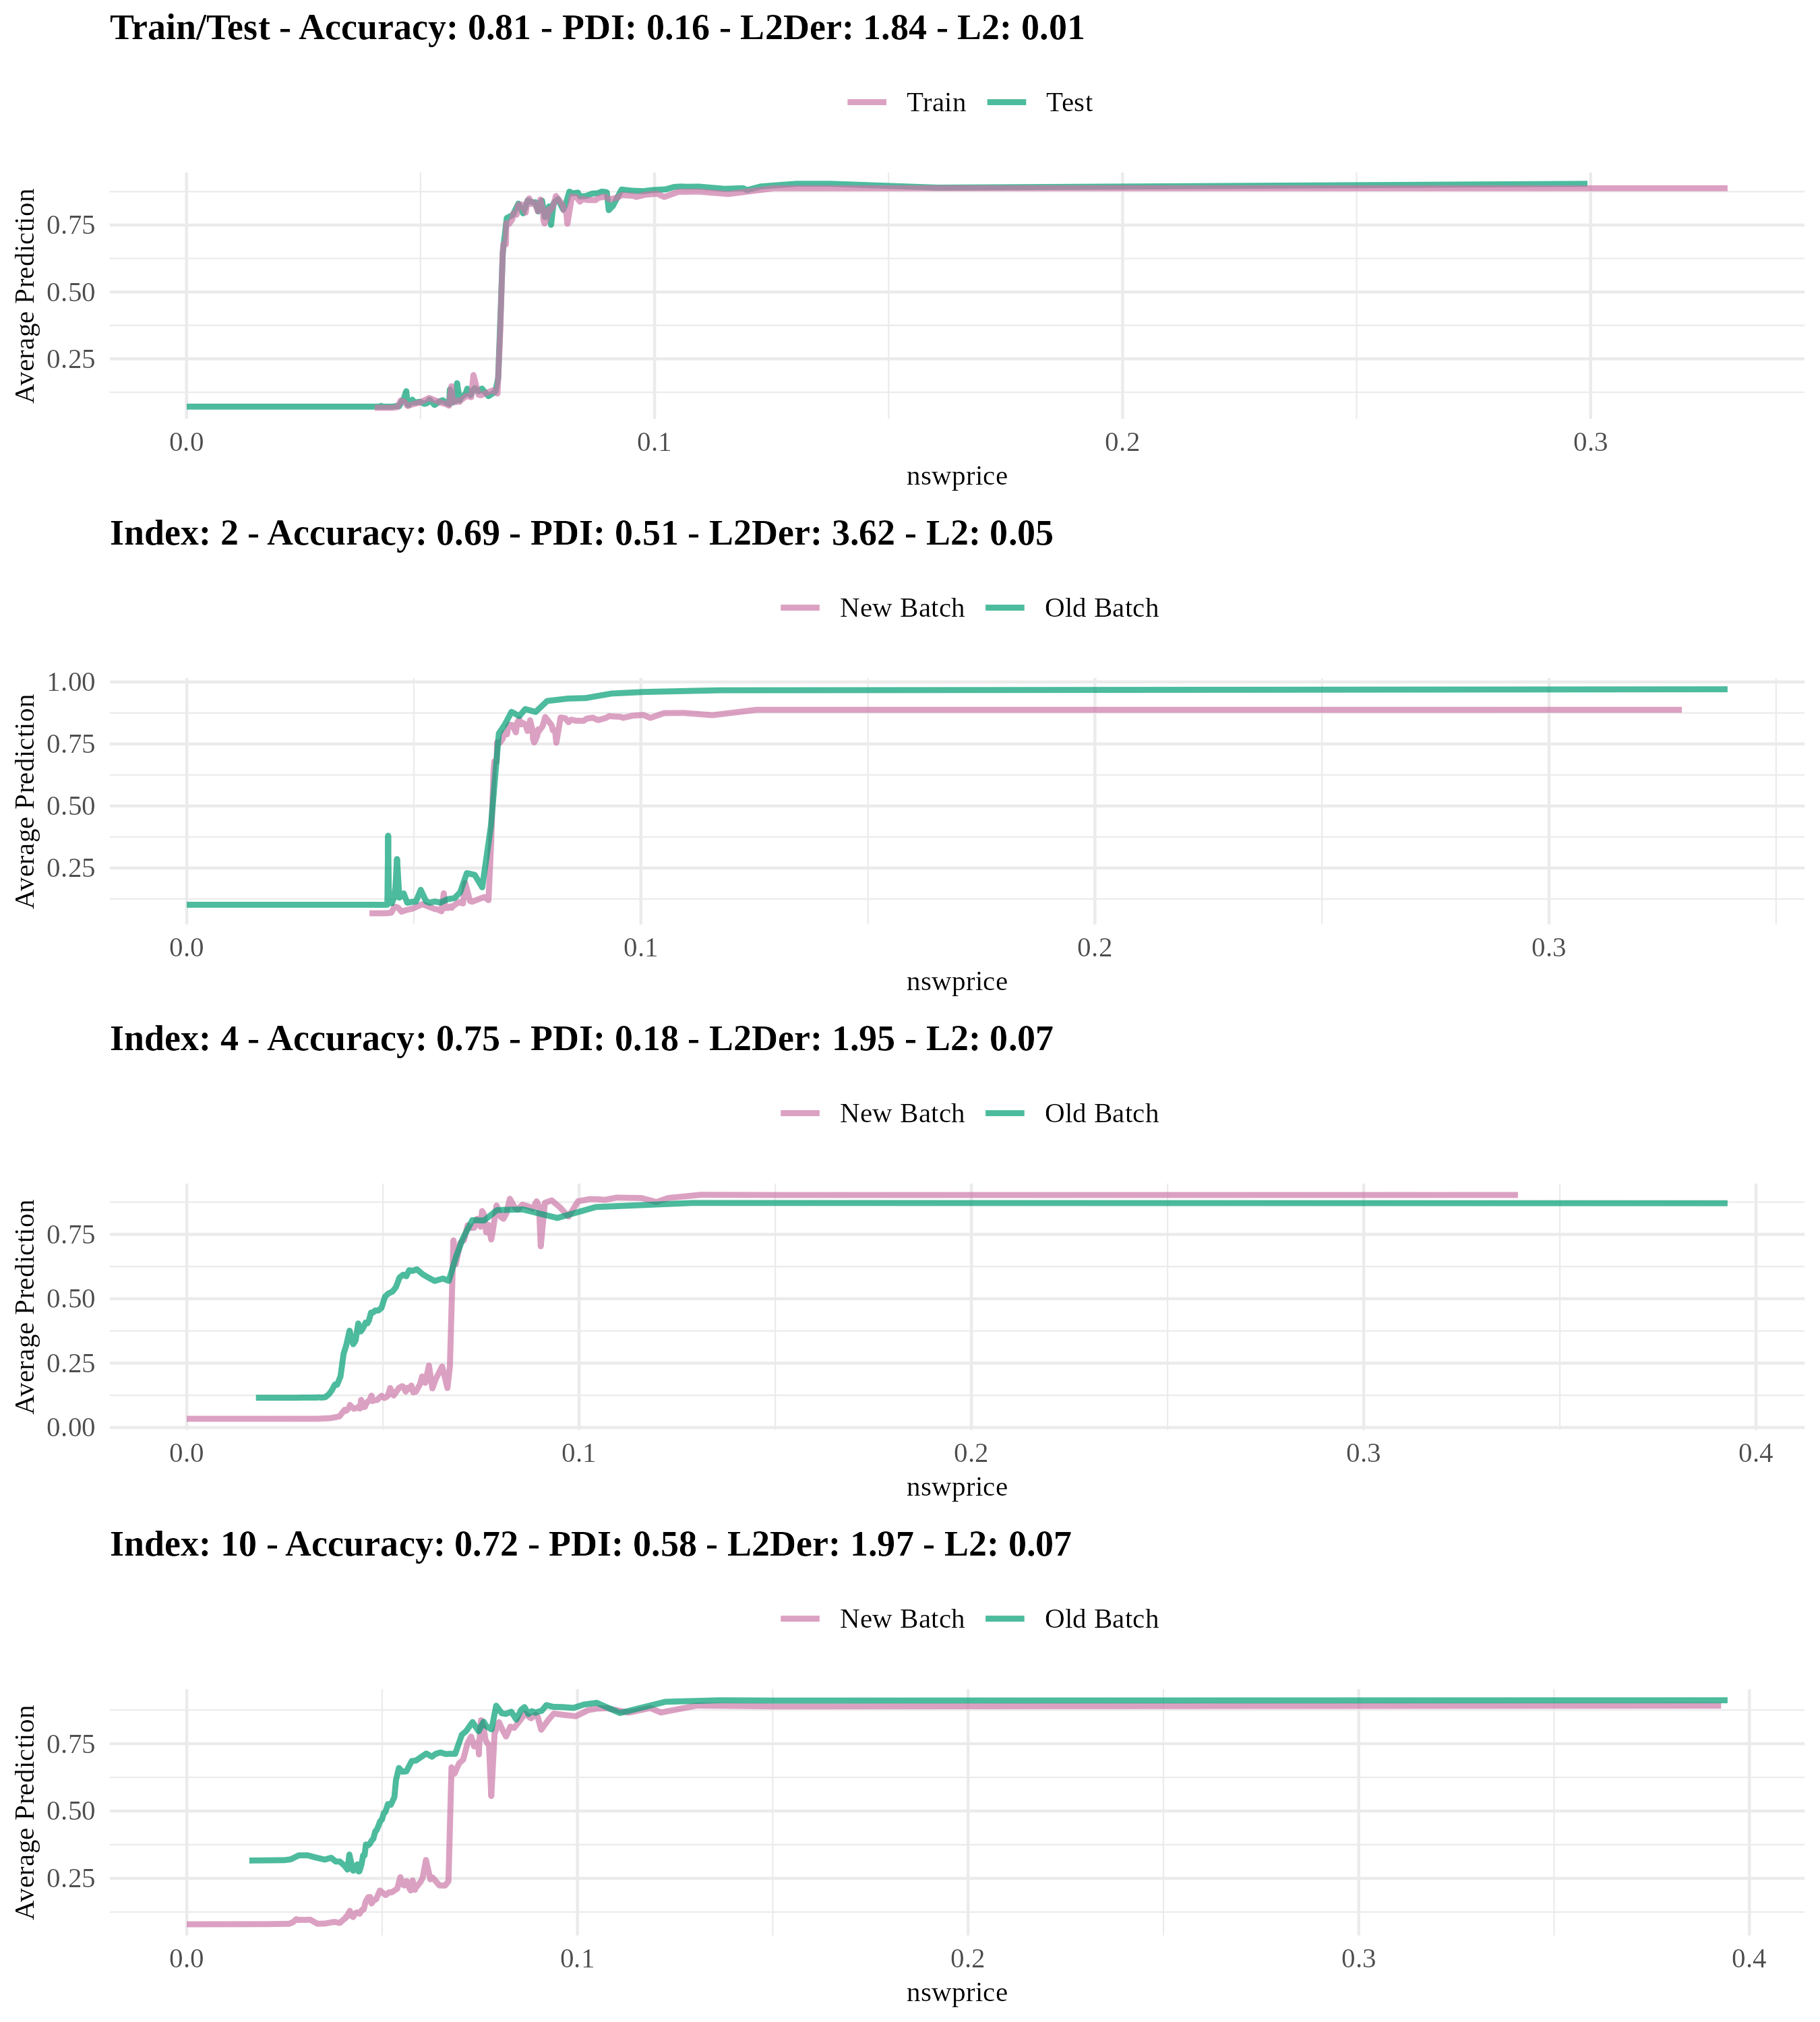 Train/Test - Accuracy: 0.81 - PDI: 0.16 - L2Der: 1.84 - L2: 0.01
Train Test
Average Prediction
0.75
0.50
0.25
0.0 0.1 0.2 0.3
nswprice
Index: 2 - Accuracy: 0.69 - PDI: 0.51 - L2Der: 3.62 - L2: 0.05
New Batch Old Batch
Average Prediction
1.00
0.75
0.50
0.25
0.0 0.1 0.2 0.3
nswprice
Index: 4 - Accuracy: 0.75 - PDI: 0.18 - L2Der: 1.95 - L2: 0.07
New Batch Old Batch
Average Prediction
0.75
0.50
0.25
0.00
0.0 0.1 0.2 0.3 0.4
nswprice
Index: 10 - Accuracy: 0.72 - PDI: 0.58 - L2Der: 1.97 - L2: 0.07
New Batch Old Batch
Average Prediction
0.75
0.50
0.25
0.0 0.1 0.2 0.3 0.4
nswprice